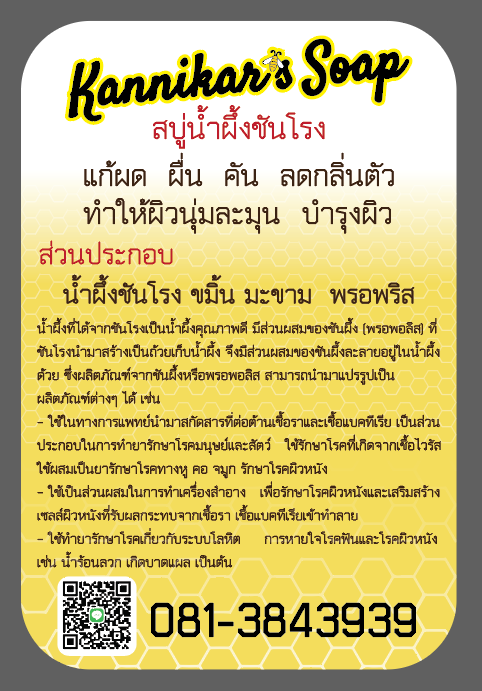 Kannikar's Soap
สบู่น้ำผึ้งชันโรง
แก้ผด ผื่น คัน ลดกลิ่นตัว
ทำให้ผิวนุ่มละมุน บำรุงผิว
ส่วนประกอบ
น้ำผึ้งชันโรง ขมิ้น มะขาม พรอพริส
น้ำผึ้งที่ได้จากชันโรงเป็นน้ำผึ้งคุณภาพดี มีส่วนผสมของชันผึ้ง (พรอพอลิส) ที่
ชันโรงนำมาสร้างเป็นถ้วยเก็บน้ำผึ้ง จึงมีส่วนผสมของชันผึ้งละลายอยู่ในน้ำผึ้ง
ด้วย ซึ่งผลิตภัณฑ์จากชันผึ้งหรือพรอพอลิส สามารถนำมาแปรรูปเป็น
ผลิตภัณฑ์ต่างๆ ได้ เช่น
- ใช้ในทางการแพทย์นำมาสกัดสารที่ต่อต้านเชื้อราและเชื้อแบคทีเรีย เป็นส่วน
ประกอบในการทำยารักษาโรคมนุษย์และสัตว์ ใช้รักษาโรคที่เกิดจากเชื้อไวรัส
ใช้ผสมเป็นยารักษาโรคทางหู คอ จมูก รักษาโรคผิวหนัง
- ใช้เป็นส่วนผสมในการทำเครื่องสำอาง เพื่อรักษาโรคผิวหนังและเสริมสร้าง
เซลล์ผิวหนังที่รับผลกระทบจากเชื้อรา เชื้อแบคทีเรียเข้าทำลาย
- ใช้ทำยารักษาโรคเกี่ยวกับระบบโลหิต การหายใจโรคฟันและโรคผิวหนัง
เช่น น้ำร้อนลวก เกิดบาดแผล เป็นต้น
081-3843939